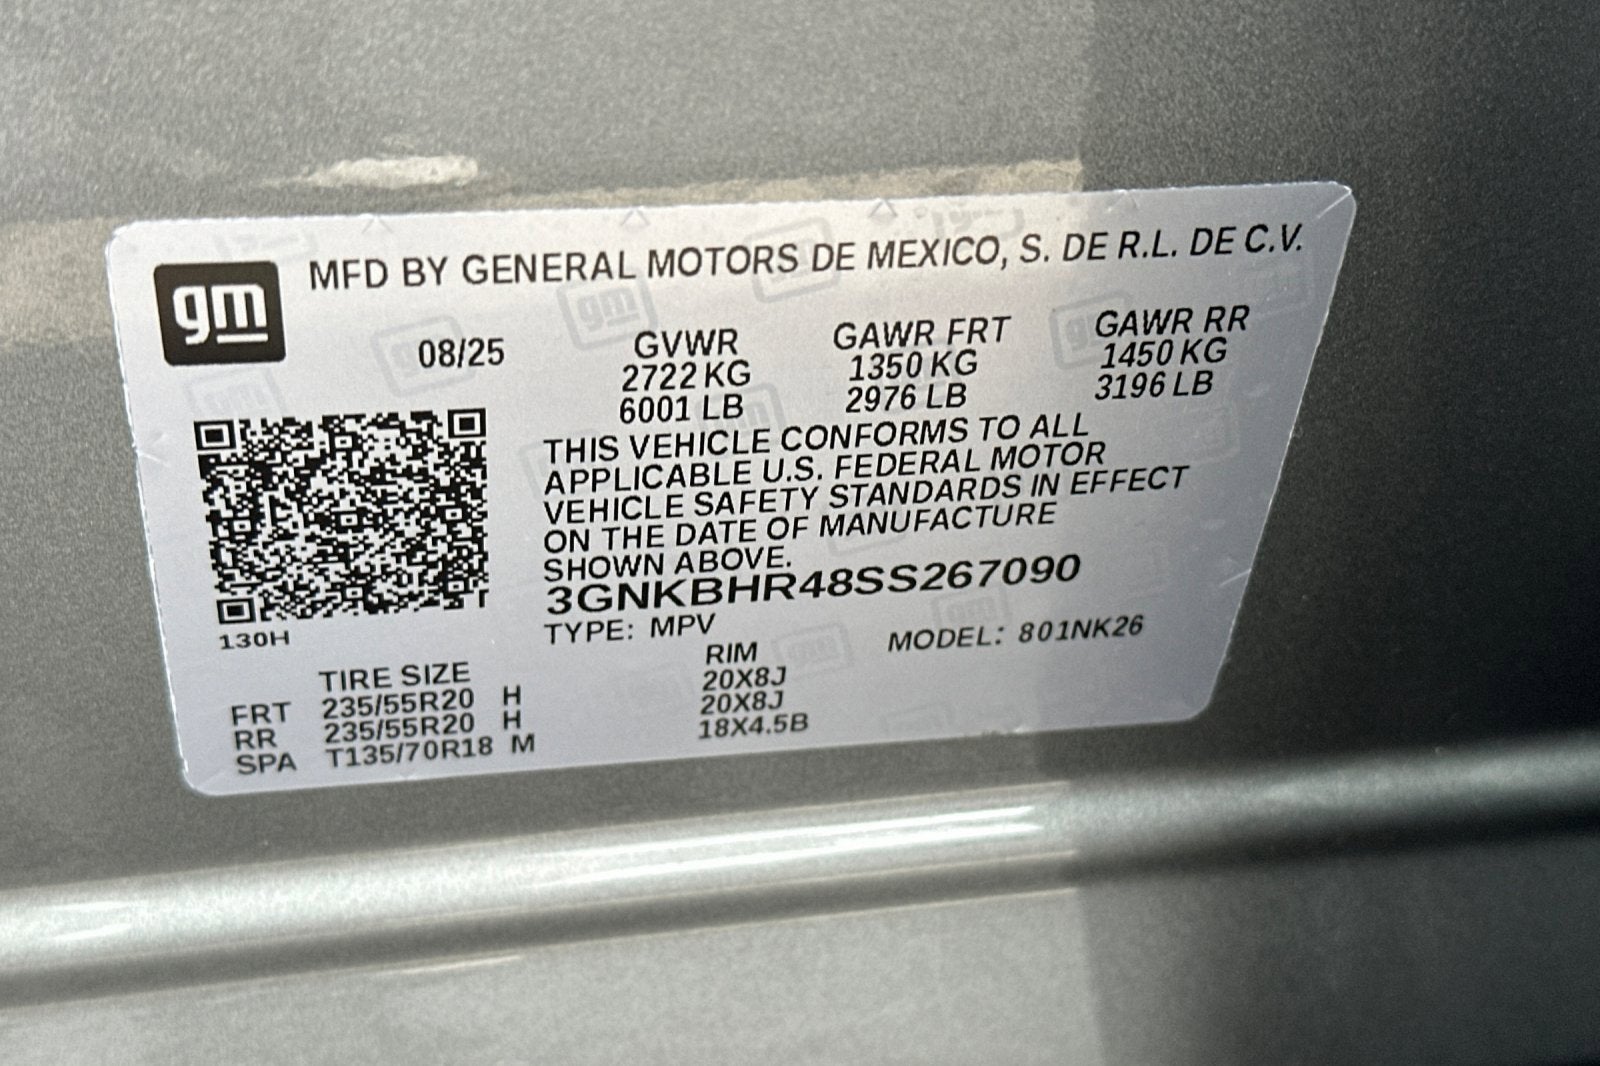 gm
MFD BY GENERAL MOTORS DE MEXICO, S. DE R.L. DE C.V.
08/25 GVWR GAWR FRT GAWR RR
2722 KG 1350 KG 1450 KG
6001 LB 2976 LB 3196 LB
THIS VEHICLE CONFORMS TO ALL
APPLICABLE U.S. FEDERAL MOTOR
VEHICLE SAFETY STANDARDS IN EFFECT
ON THE DATE OF MANUFACTURE
SHOWN ABOVE.
3GNKBHR48SS267090
130H
TYPE: MPV MODEL: 801NK26
TIRE SIZE RIM
FRT 235/55R20 H 20X8J
RR 235/55R20 H 20X8J
SPA T135/70R18 M 18X4.5B